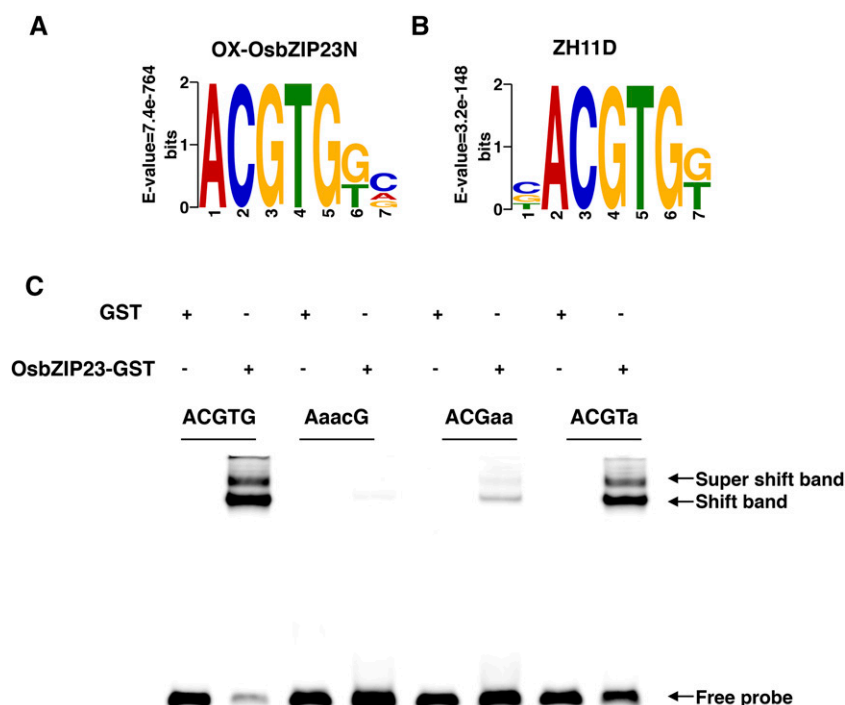 A
OX-OsbZIP23N
E-value=7.4e-764
bits
2
1
0
ACGTGGTCAG
1 2 3 4 5 6 7
B
ZH11D
E-value=3.2e-148
bits
2
1
0
CGTACGTGGT
1 2 3 4 5 6 7
C
GST + - + - + - + -
OsbZIP23-GST - + - + - + - +
ACGTG AaacG ACGaa ACGTa
Super shift band
Shift band
Free probe